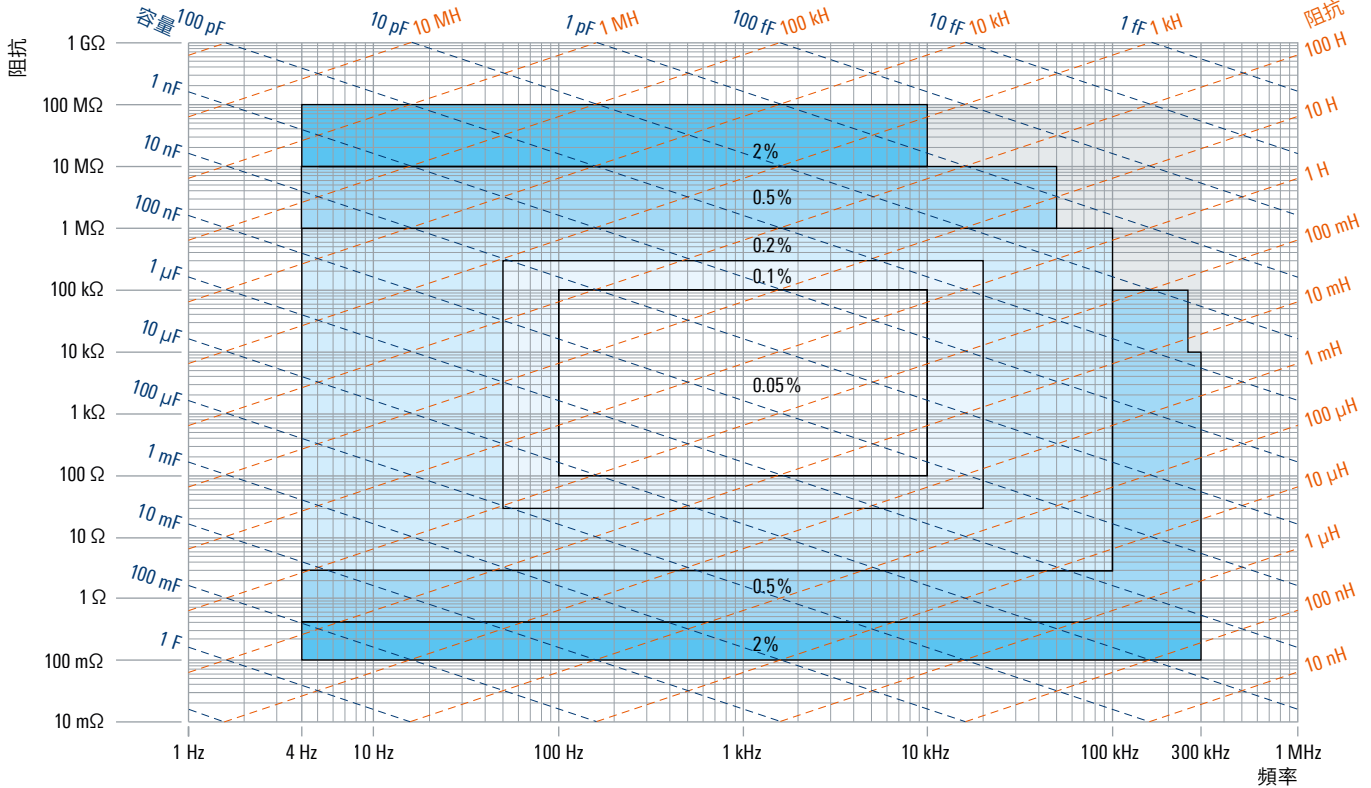 容量 100 pF 10 pF 10 MH 1 pF 1 MH 100 fF 100 kH 10 fF 10 kH 1 fF 1 kH 阻抗
阻抗
1 GΩ
100 H
1 nF
100 MΩ
10 H
10 nF
2 %
10 MΩ
1 H
0.5 %
100 nF
1 MΩ
100 mH
0.2 %
1 µF
0.1 %
100 kΩ
10 mH
10 µF
10 kΩ
1 mH
0.05 %
100 µF
1 kΩ
100 µH
1 mF
100 Ω
10 µH
10 mF
10 Ω
1 µH
100 mF
0.5 %
1 Ω
100 nH
1 F
2 %
100 mΩ
10 nH
10 mΩ
1 Hz 4 Hz 10 Hz 100 Hz 1 kHz 10 kHz 100 kHz 300 kHz 1 MHz
頻率